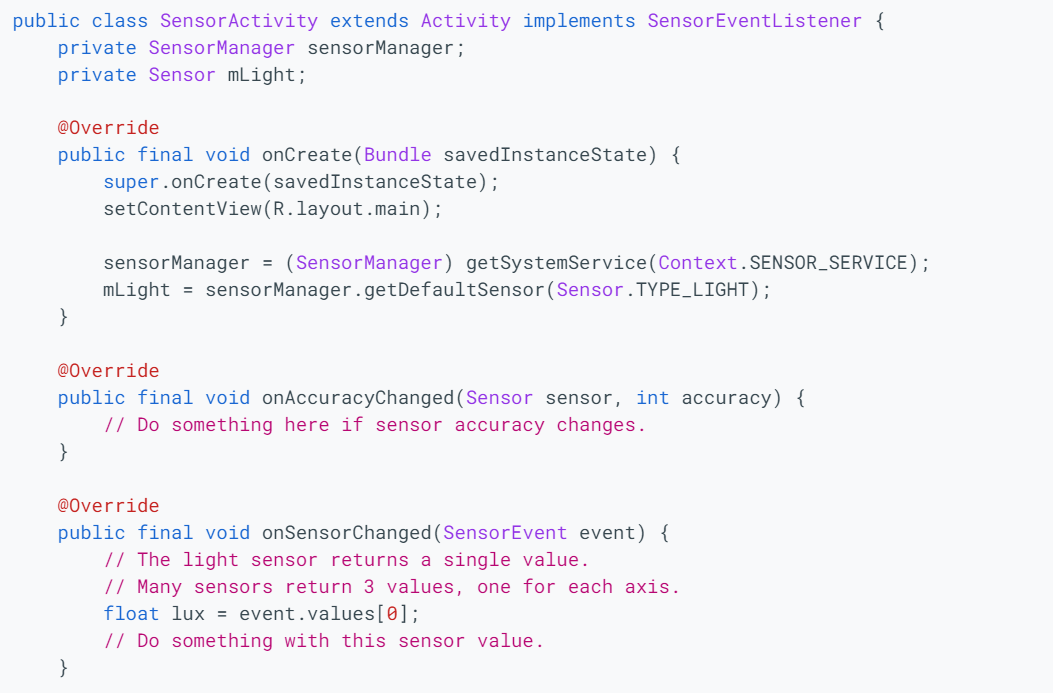 public class SensorActivity extends Activity implements SensorEventListener {
    private SensorManager sensorManager;
    private Sensor mLight;

    @Override
    public final void onCreate(Bundle savedInstanceState) {
        super.onCreate(savedInstanceState);
        setContentView(R.layout.main);

        sensorManager = (SensorManager) getSystemService(Context.SENSOR_SERVICE);
        mLight = sensorManager.getDefaultSensor(Sensor.TYPE_LIGHT);
    }

    @Override
    public final void onAccuracyChanged(Sensor sensor, int accuracy) {
        // Do something here if sensor accuracy changes.
    }

    @Override
    public final void onSensorChanged(SensorEvent event) {
        // The light sensor returns a single value.
        // Many sensors return 3 values, one for each axis.
        float lux = event.values[0];
        // Do something with this sensor value.
    }